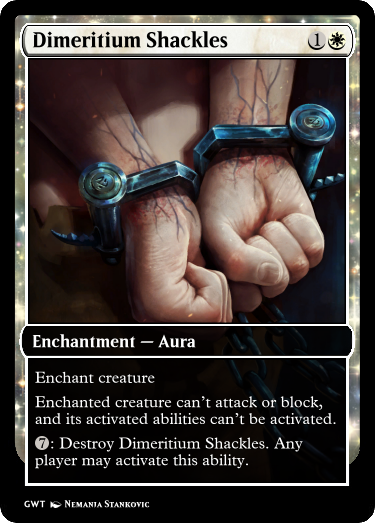 Dimeritium Shackles 1
Enchantment — Aura
Enchant creature
Enchanted creature can't attack or block,
and its activated abilities can't be activated.
7: Destroy Dimeritium Shackles. Any
player may activate this ability.
GWT Nemania Stankovic